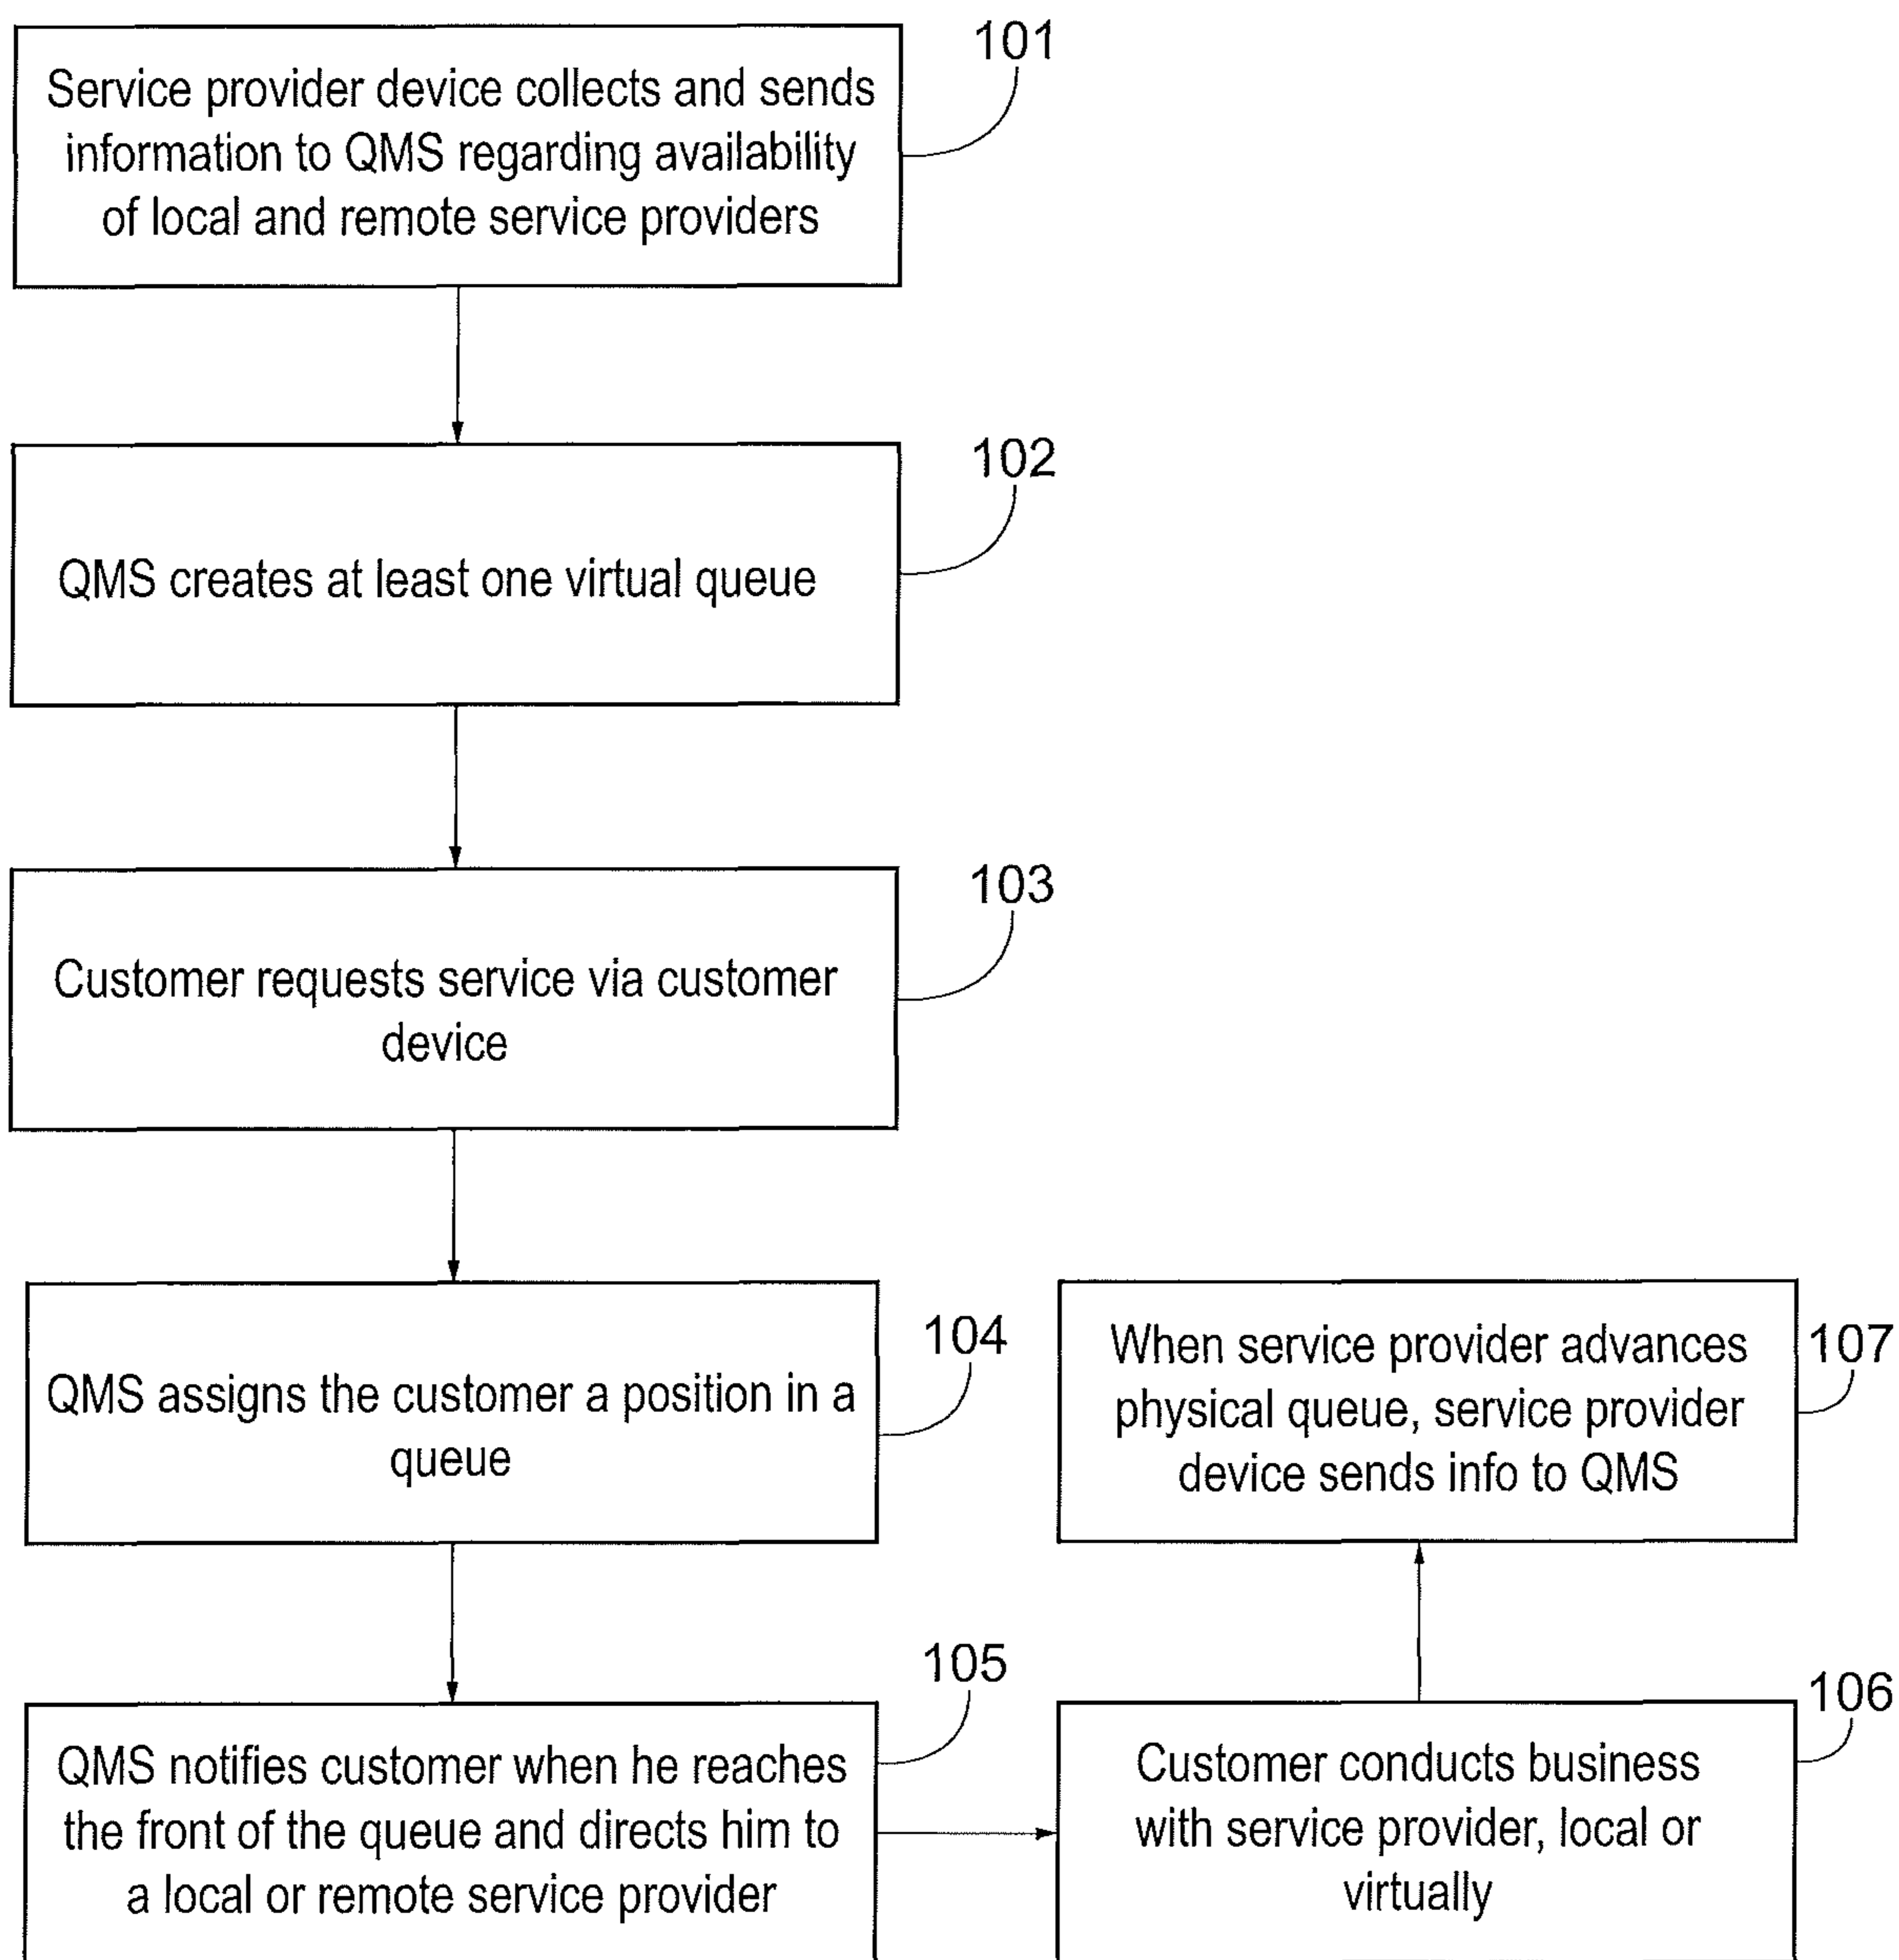 101
Service provider device collects and sends
information to QMS regarding availability
of local and remote service providers
102
QMS creates at least one virtual queue
103
Customer requests service via customer
device
104
QMS assigns the customer a position in a
queue
105
QMS notifies customer when he reaches
the front of the queue and directs him to
a local or remote service provider
106
Customer conducts business
with service provider, local or
virtually
107
When service provider advances
physical queue, service provider
device sends info to QMS